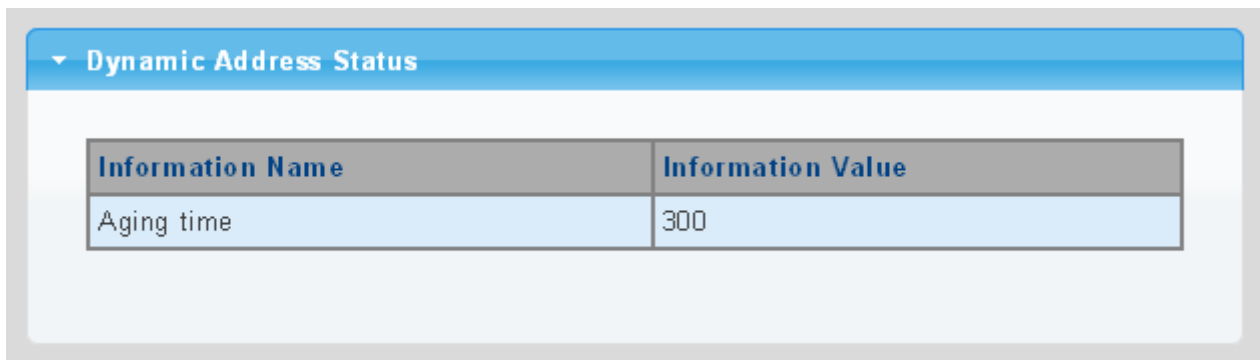 Dynamic Address Status
Information Name Information Value
Aging time 300